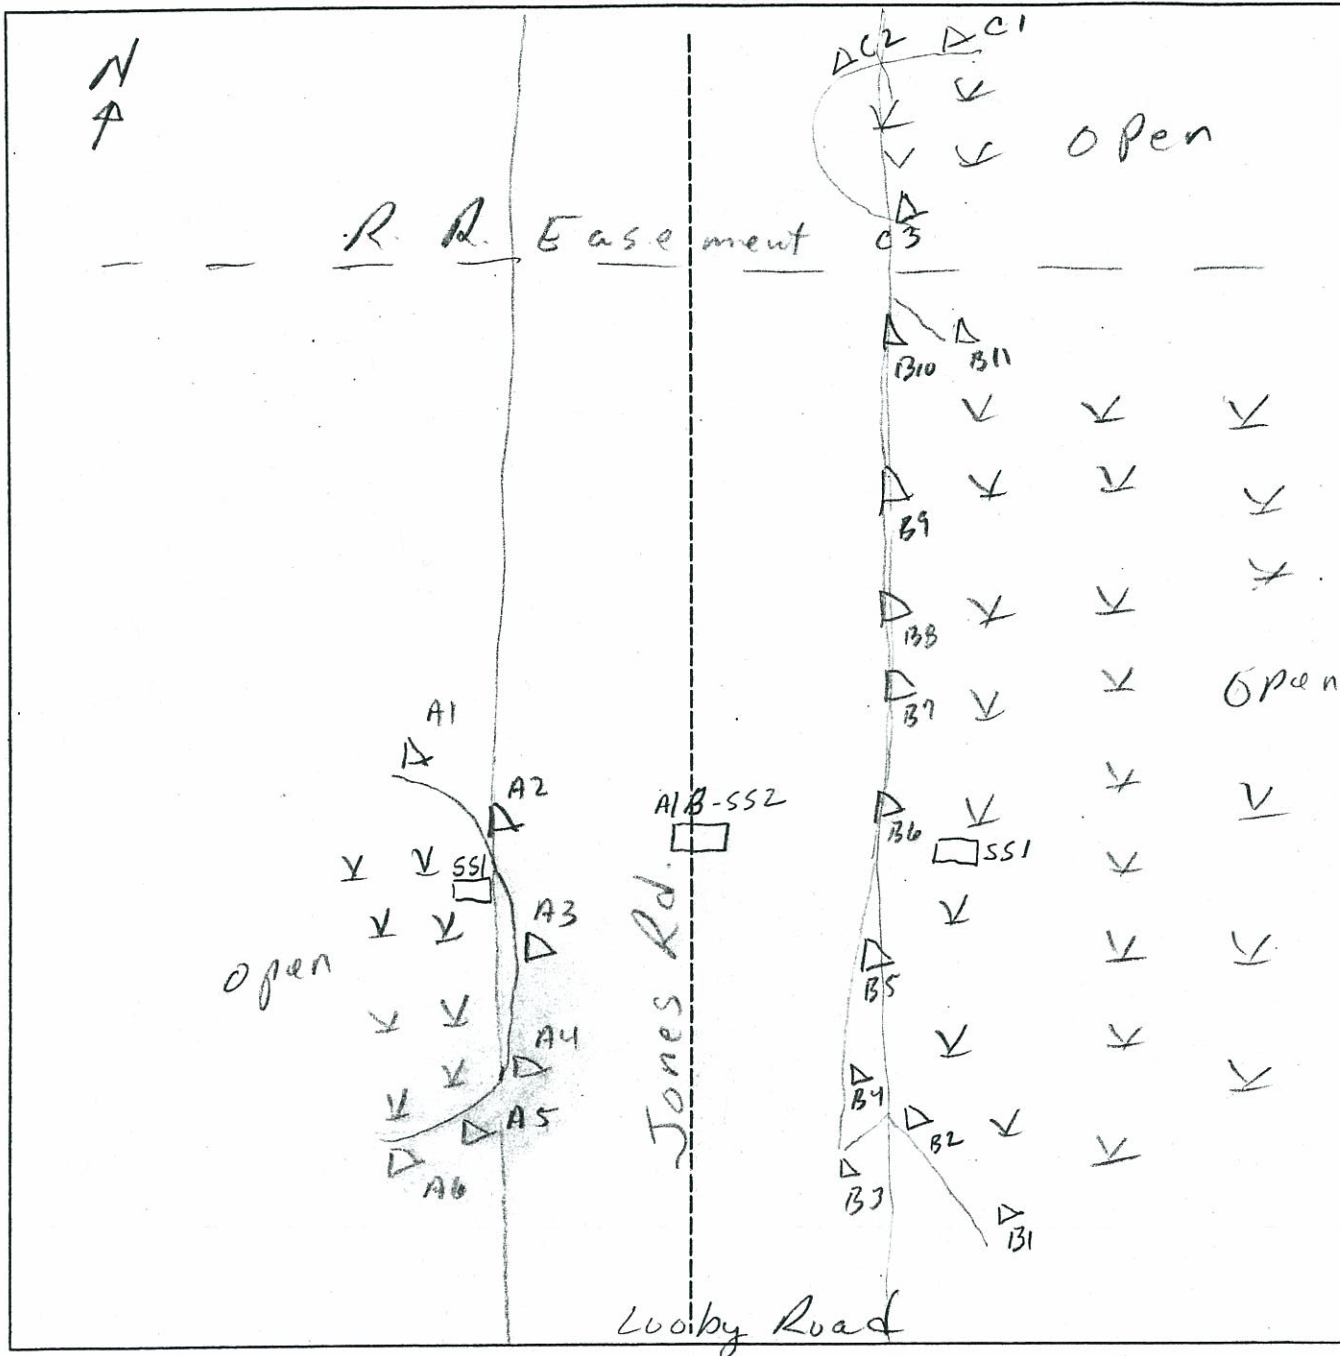 N
C2
C1
Open
R. R. Easement
C3
B10
B11
B9
B8
B7
Open
A1
A2
A/B-SS2
B6
SS1
SS1
A3
Open
Jones Rd.
B5
A4
B4
A5
B2
A6
B3
B1
Looby Road